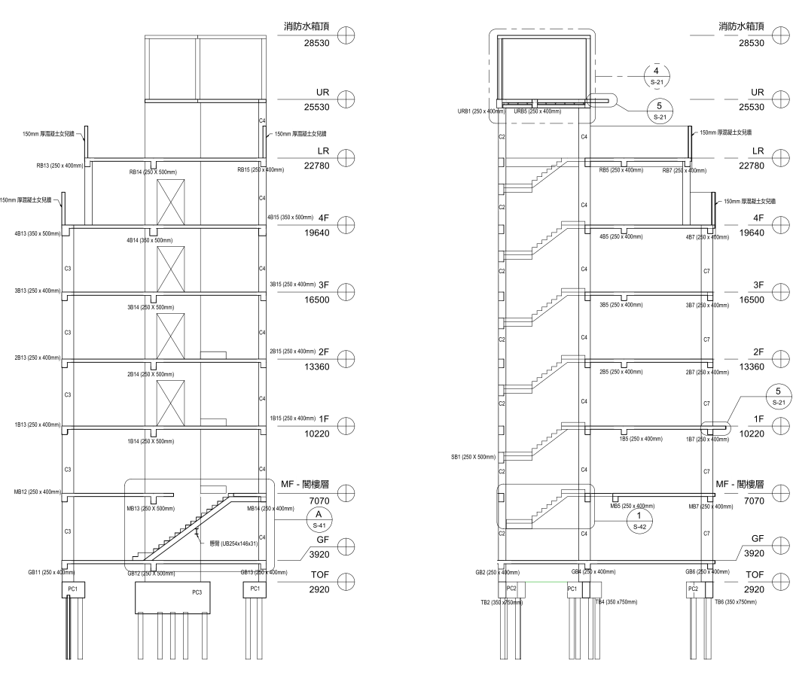 消防水箱頂
28530
UR
25530
C4
150mm 厚混凝土女兒牆
150mm 厚混凝土女兒牆
LR
22780
RB13 (250 x 400mm)
RB14 (250 X 500mm)
RB15 (250 x 400mm)
150mm 厚混凝土女兒牆
4B15 (350 x 500mm)
4F
19640
4B13 (350 x 500mm)
4B14 (350 x 500mm)
C3
C4
3F
16500
3B13 (250 x 400mm)
3B14 (250 X 500mm)
C3
C4
2B15 (250 x 400mm)
2F
13360
2B13 (250 x 400mm)
2B14 (250 X 500mm)
C3
C4
1B15 (250 x 400mm)
1F
10220
1B13 (250 x 400mm)
1B14 (250 X 500mm)
C3
C4
MF - 閣樓層
7070
MB12 (250 x 400mm)
MB13 (250 X 500mm)
MB14 (250 x 400mm)
A
S-41
C3
C4
(UB254x146x31)
GF
3920
GB11 (250 x 400mm)
GB12 (250 x 500mm)
GB13 (250 x 400mm)
TOF
2920
PC1
PC3
PC1
消防水箱頂
28530
4
S-21
UR
25530
5
S-21
URB1 (250 x 400mm)
URB5 (250 x 400mm)
C2
C4
150mm 厚混凝土女兒牆
LR
22780
RB5 (250 x 400mm)
RB7 (250 x 400mm)
C2
C4
150mm 厚混凝土女兒牆
4F
19640
4B5 (250 x 400mm)
4B7 (250 x 400mm)
C2
C4
C7
3F
16500
3B5 (250 x 400mm)
3B7 (250 x 400mm)
C2
C4
C7
2F
13360
2B5 (250 x 400mm)
2B7 (250 x 400mm)
C2
C4
C7
5
S-21
1F
10220
1B5 (250 x 400mm)
1B7 (250 x 400mm)
SB1 (250 X 500mm)
C2
C4
C7
MF - 閣樓層
7070
MB5 (250 x 400mm)
MB7 (250 x 400mm)
1
S-42
C2
C4
C7
GF
3920
GB2 (250 x 400mm)
GB4 (250 x 400mm)
GB6 (250 x 400mm)
TOF
2920
PC2
PC1
PC2
TB2 (350 x750mm)
TB4 (350 x750mm)
TB6 (350 x750mm)